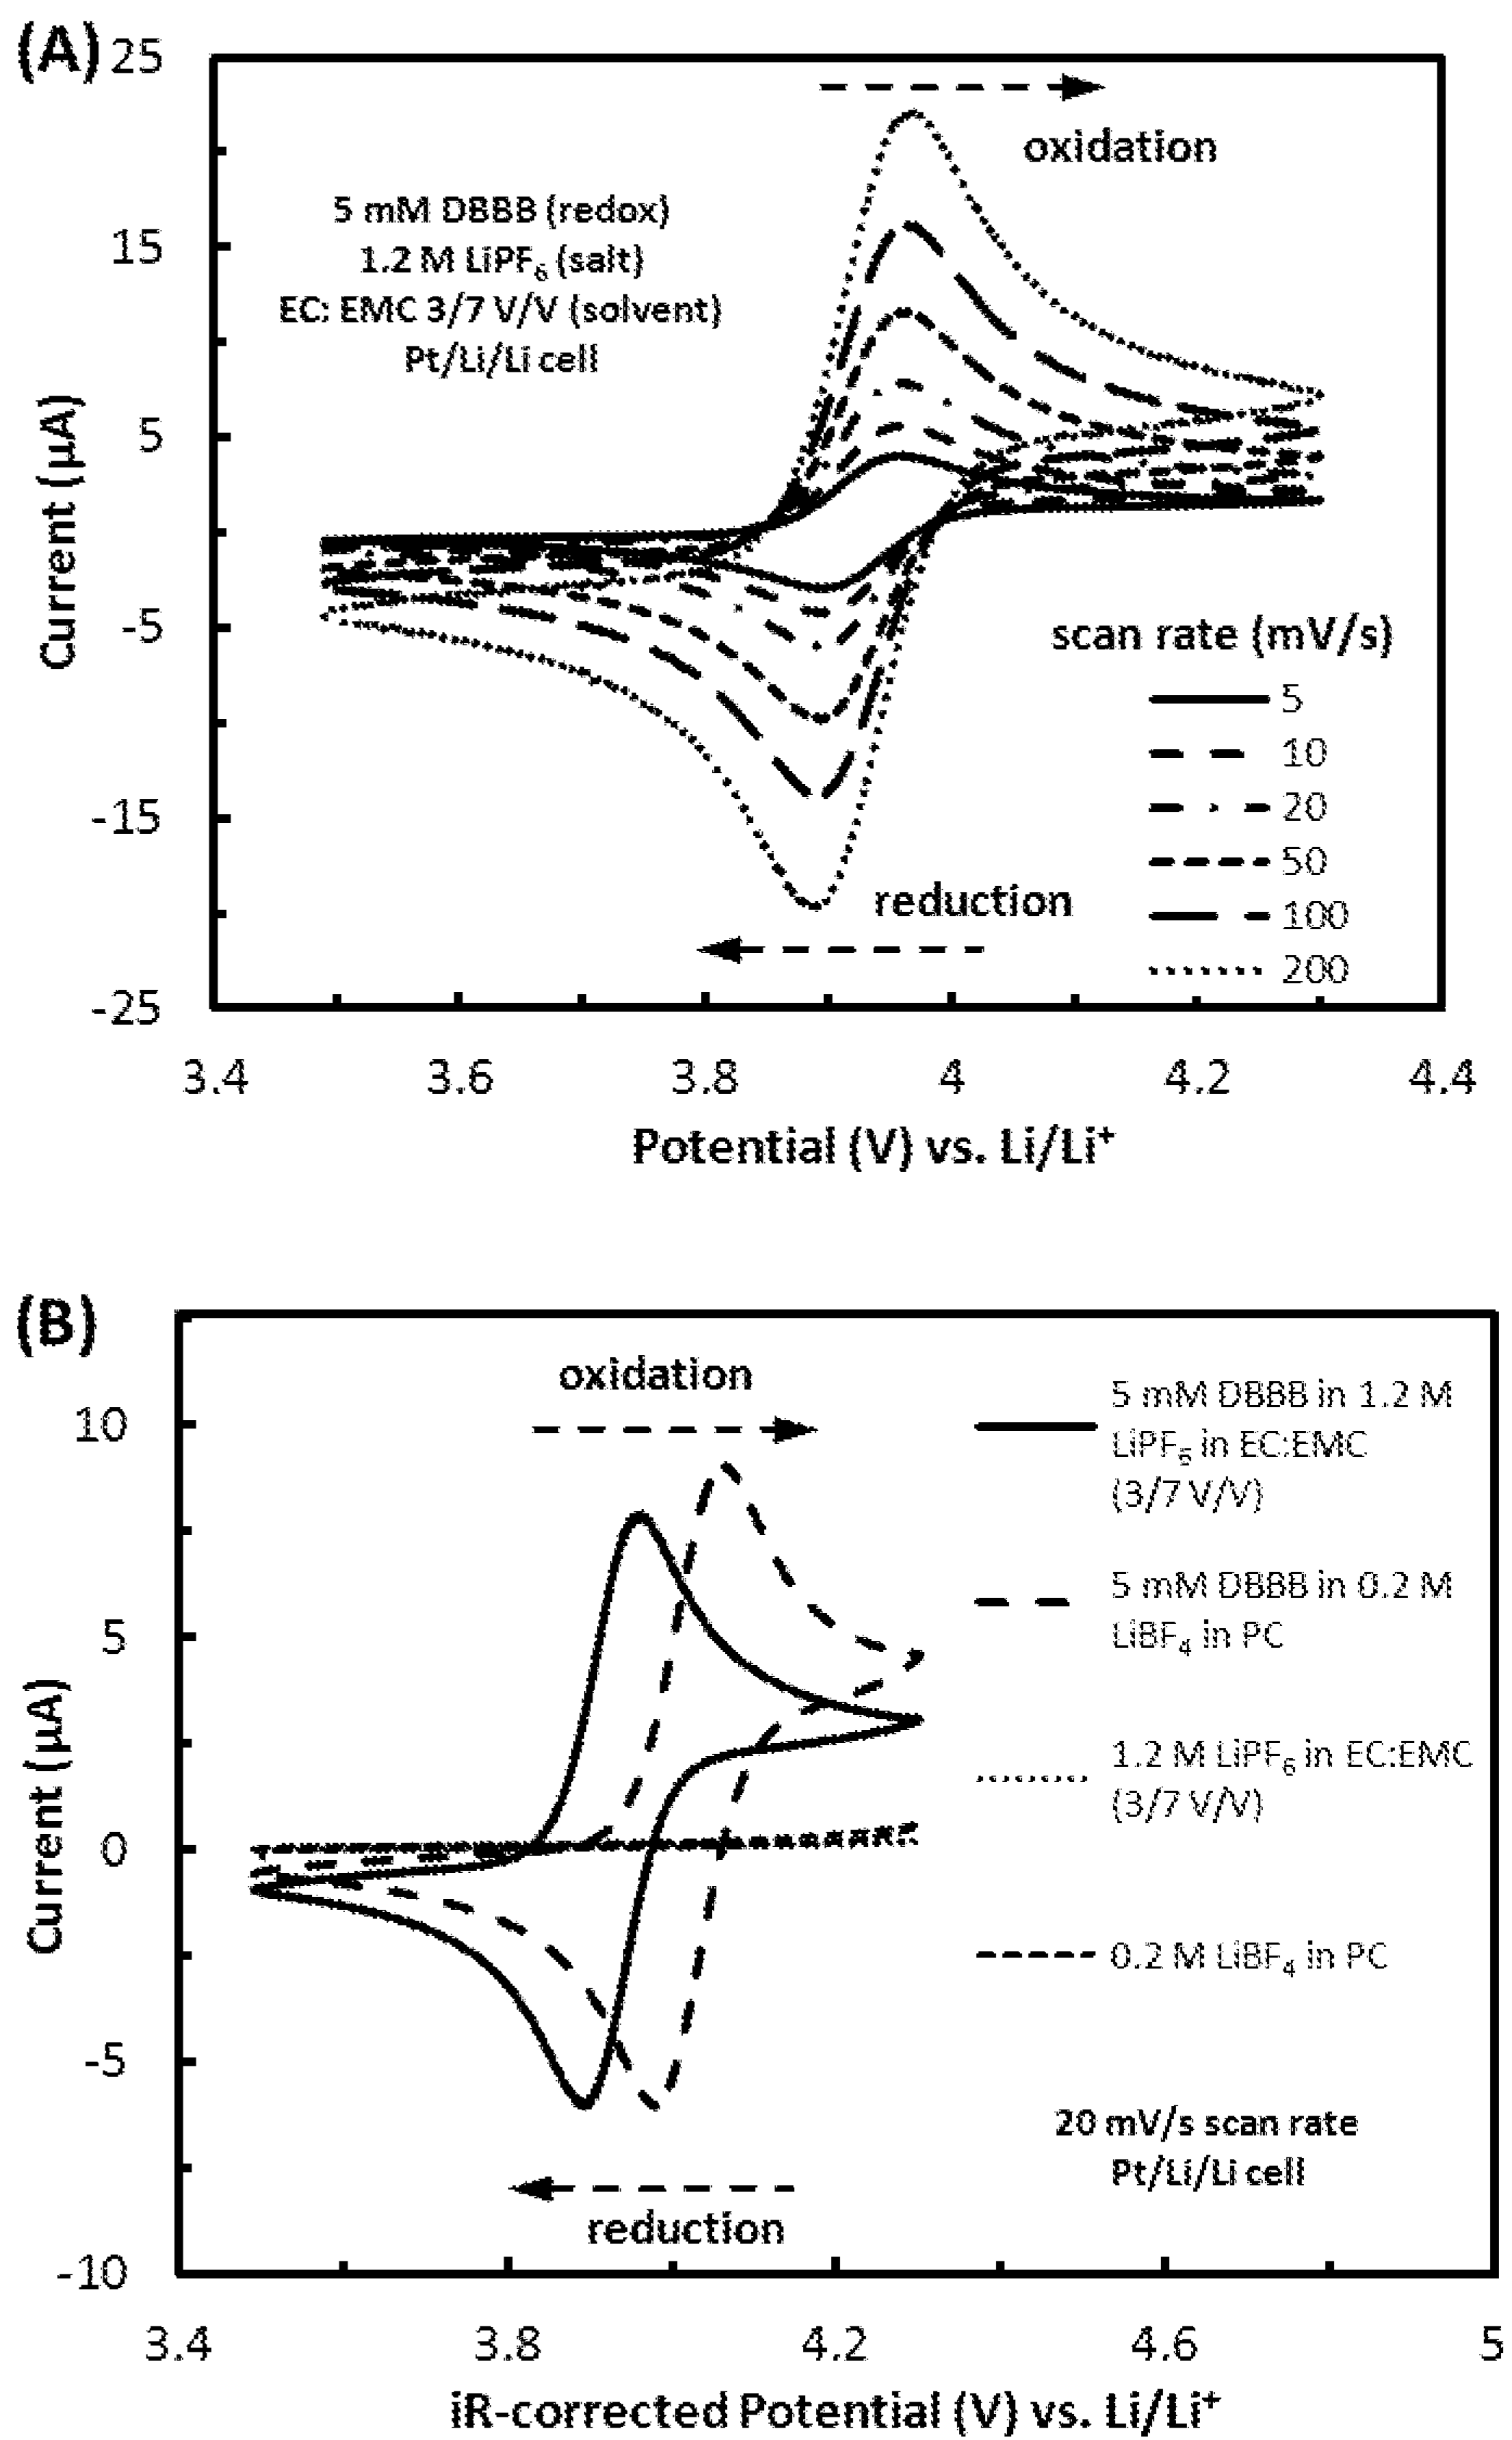 (A)
25
15
5
-5
-15
-25
Current (µA)
oxidation
5 mM DBBB (redox)
1.2 M LiPF₆ (salt)
EC: EMC 3/7 V/V (solvent)
Pt/Li/Li cell
scan rate (mV/s)
5
10
20
50
100
200
reduction
3.4 3.6 3.8 4 4.2 4.4
Potential (V) vs. Li/Li⁺
(B)
10
5
0
-5
-10
Current (µA)
oxidation
5 mM DBBB in 1.2 M
LiPF₆ in EC:EMC
(3/7 V/V)
5 mM DBBB in 0.2 M
LiBF₄ in PC
1.2 M LiPF₆ in EC:EMC
(3/7 V/V)
0.2 M LiBF₄ in PC
20 mV/s scan rate
Pt/Li/Li cell
reduction
3.4 3.8 4.2 4.6 5
iR-corrected Potential (V) vs. Li/Li⁺